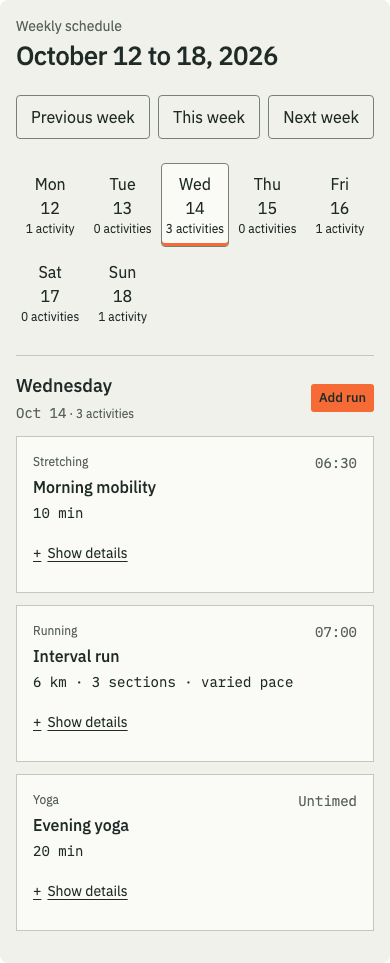 Weekly schedule
October 12 to 18, 2026
Previous week
This week
Next week
Mon
12
1 activity
Tue
13
0 activities
Wed
14
3 activities
Thu
15
0 activities
Fri
16
1 activity
Sat
17
0 activities
Sun
18
1 activity
Wednesday
Oct 14 · 3 activities
Add run
Stretching
06:30
Morning mobility
10 min
+ Show details
Running
07:00
Interval run
6 km · 3 sections · varied pace
+ Show details
Yoga
Untimed
Evening yoga
20 min
+ Show details